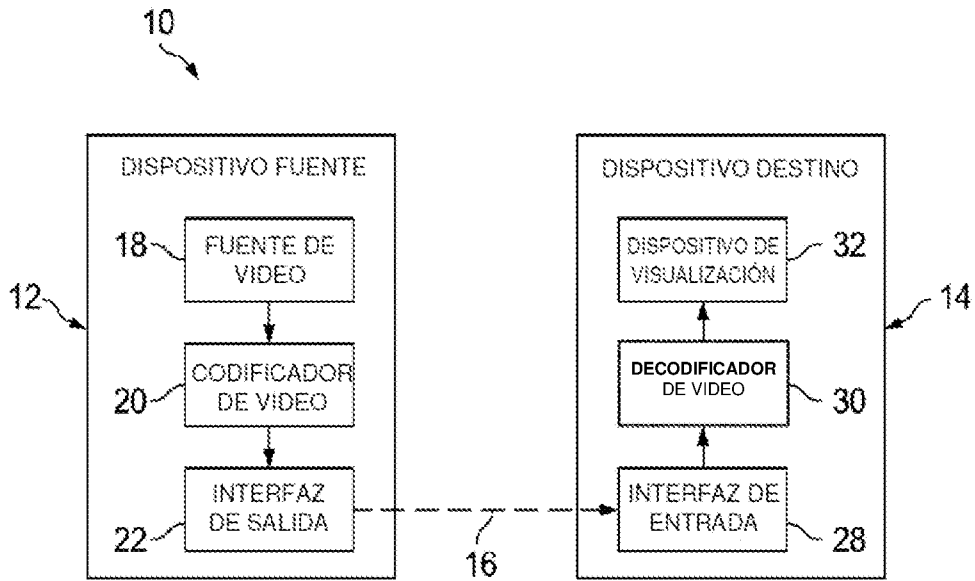 10
DISPOSITIVO FUENTE
18
FUENTE DE
VIDEO
12
20
CODIFICADOR
DE VIDEO
22
INTERFAZ
DE SALIDA
16
DISPOSITIVO DESTINO
DISPOSITIVO DE
VISUALIZACIÓN
32
14
DECODIFICADOR
DE VIDEO
30
INTERFAZ DE
ENTRADA
28